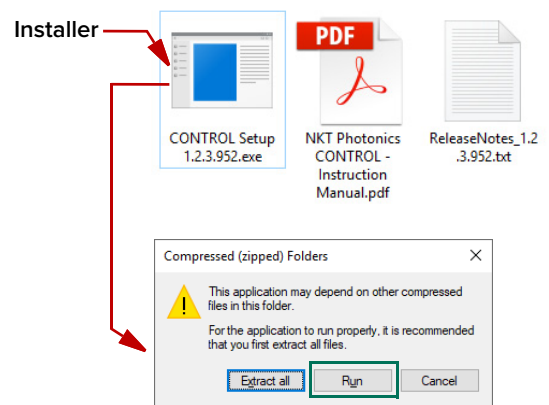 Installer
PDF
CONTROL Setup
1.2.3.952.exe
NKT Photonics
CONTROL -
Instruction
Manual.pdf
ReleaseNotes_1.2
.3.952.txt
Compressed (zipped) Folders
This application may depend on other compressed
files in this folder.
For the application to run properly, it is recommended
that you first extract all files.
Extract all
Run
Cancel